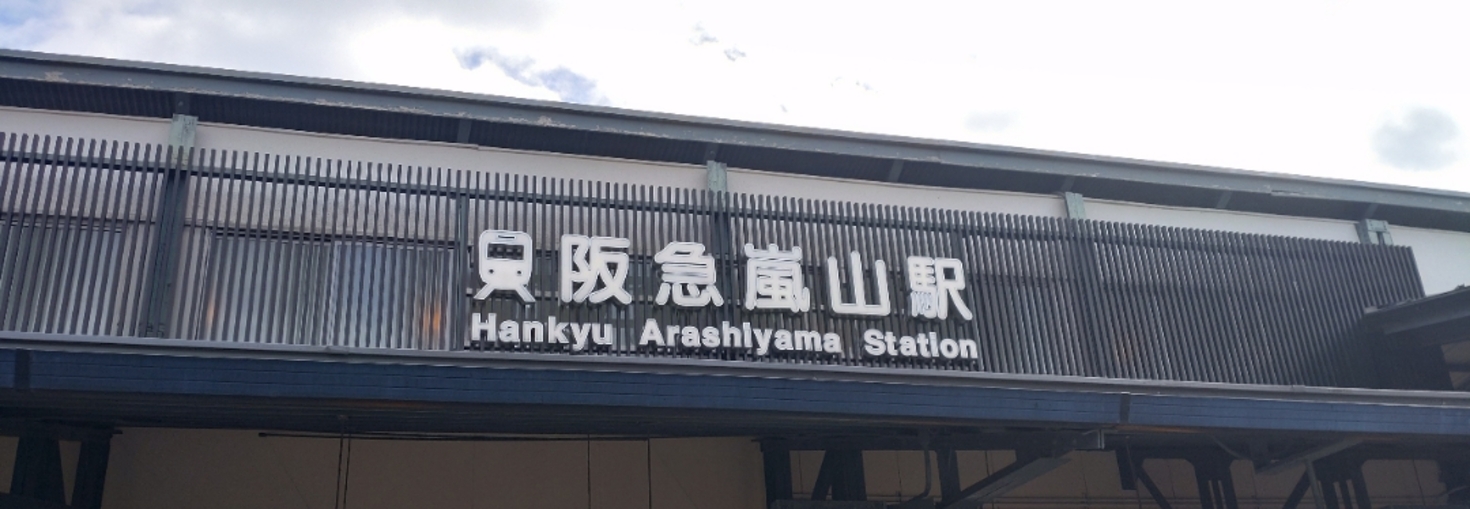 阪急嵐山駅
Hankyu Arashiyama Station